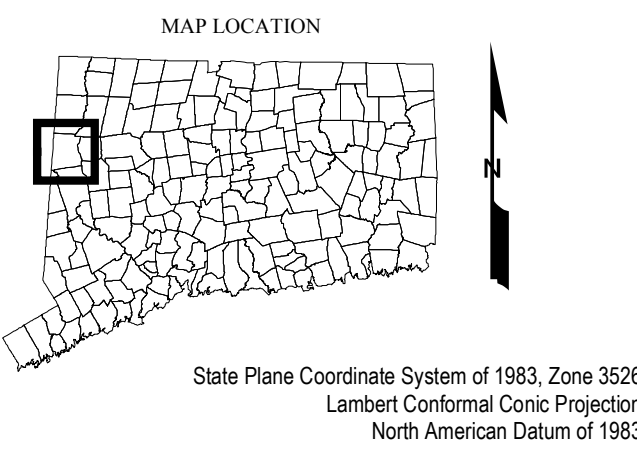 MAP LOCATION
N
State Plane Coordinate System of 1983, Zone 3526
Lambert Conformal Conic Projection
North American Datum of 1983